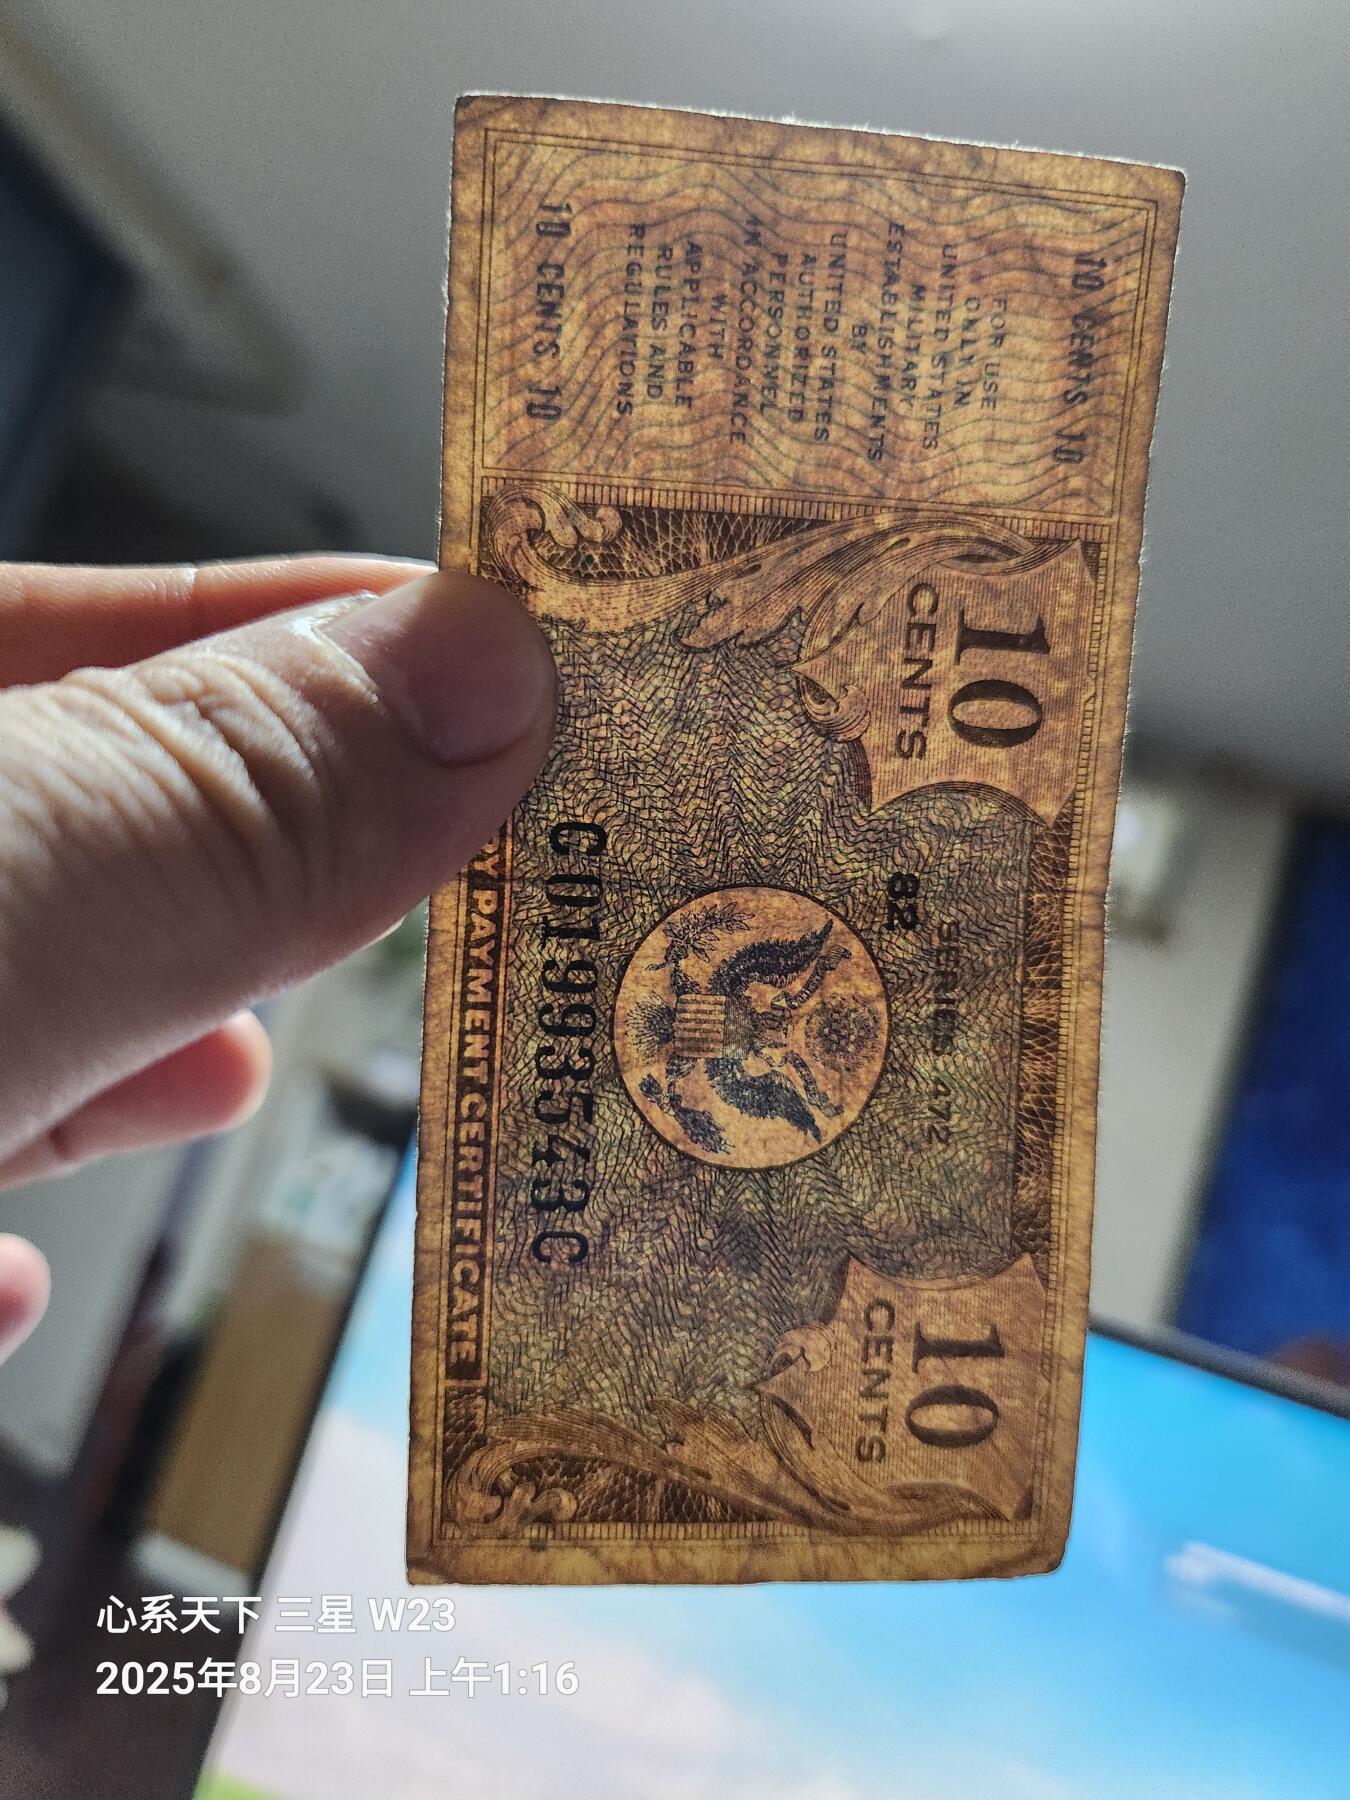 10 CENTS 10
FOR USE
ONLY IN
UNITED STATES
MILITARY
ESTABLISHMENTS
BY
UNITED STATES
AUTHORIZED
PERSONNEL
IN ACCORDANCE
WITH
APPLICABLE
RULES AND
REGULATIONS
10 CENTS 10
10
CENTS
10
CENTS
SERIES 472
82
C01993543C
RY PAYMENT CERTIFICATE
心系天下 三星 W23
2025年8月23日 上午1:16